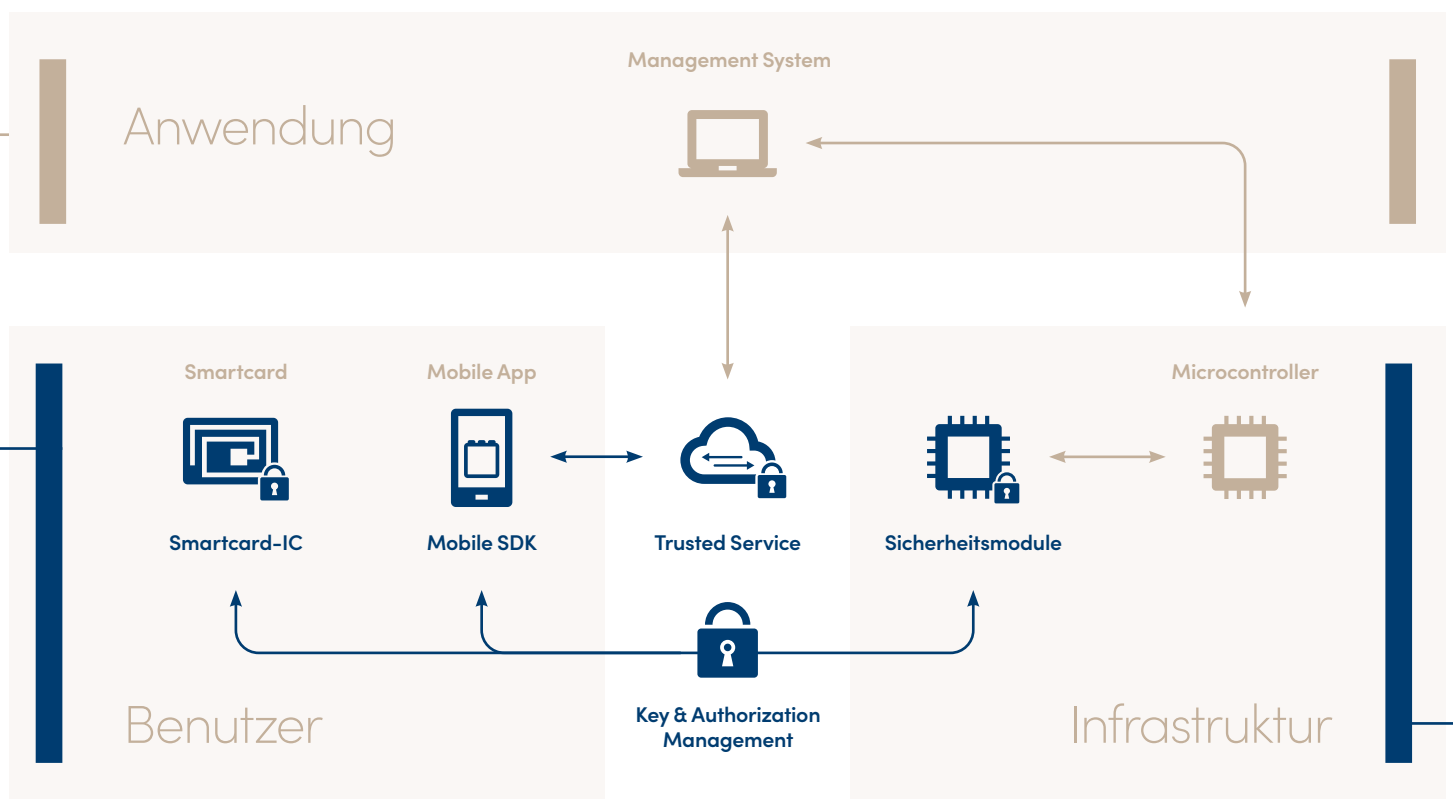 Management System
Anwendung
Smartcard
Mobile App
Microcontroller
Smartcard-IC
Mobile SDK
Trusted Service
Sicherheitsmodule
Key & Authorization
Management
Benutzer
Infrastruktur